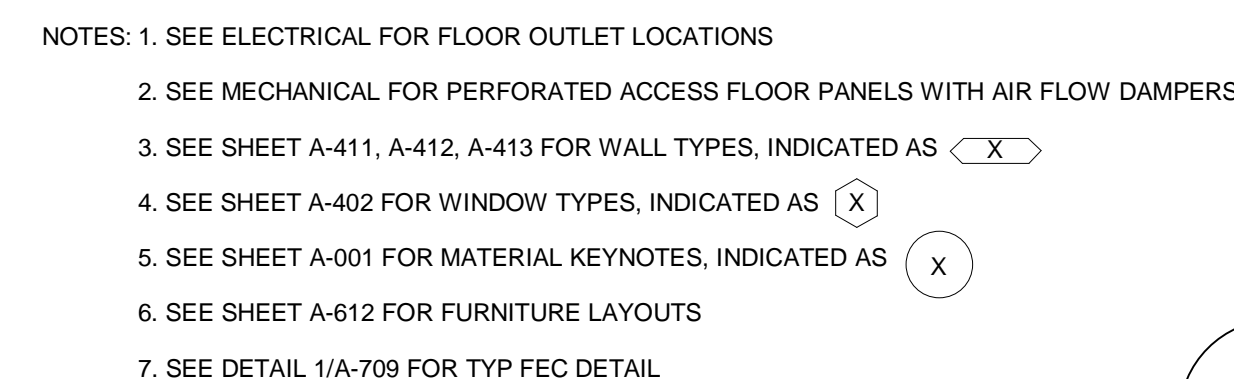 NOTES: 1. SEE ELECTRICAL FOR FLOOR OUTLET LOCATIONS
2. SEE MECHANICAL FOR PERFORATED ACCESS FLOOR PANELS WITH AIR FLOW DAMPERS
3. SEE SHEET A-411, A-412, A-413 FOR WALL TYPES, INDICATED AS X
4. SEE SHEET A-402 FOR WINDOW TYPES, INDICATED AS X
5. SEE SHEET A-001 FOR MATERIAL KEYNOTES, INDICATED AS X
6. SEE SHEET A-612 FOR FURNITURE LAYOUTS
7. SEE DETAIL 1/A-709 FOR TYP FEC DETAIL